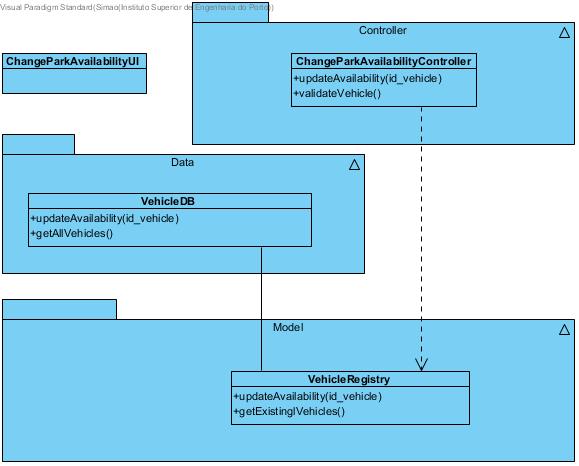 Visual Paradigm Standard(Simao(Instituto Superior de Engenharia do Porto))
Controller
ChangeParkAvailabilityUI
ChangeParkAvailabilityController
+updateAvailability(id_vehicle)
+validateVehicle()
Data
VehicleDB
+updateAvailability(id_vehicle)
+getAllVehicles()
Model
VehicleRegistry
+updateAvailability(id_vehicle)
+getExistingIVehicles()